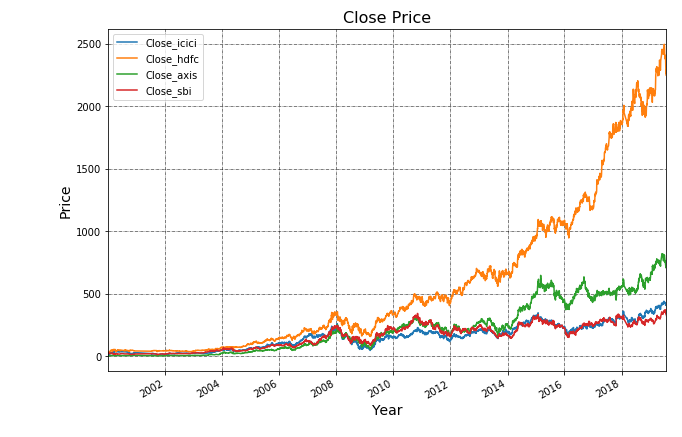 Close Price
Close_icici
Close_hdfc
Close_axis
Close_sbi
Price
2500
2000
1500
1000
500
0
2002
2004
2006
2008
2010
2012
2014
2016
2018
Year